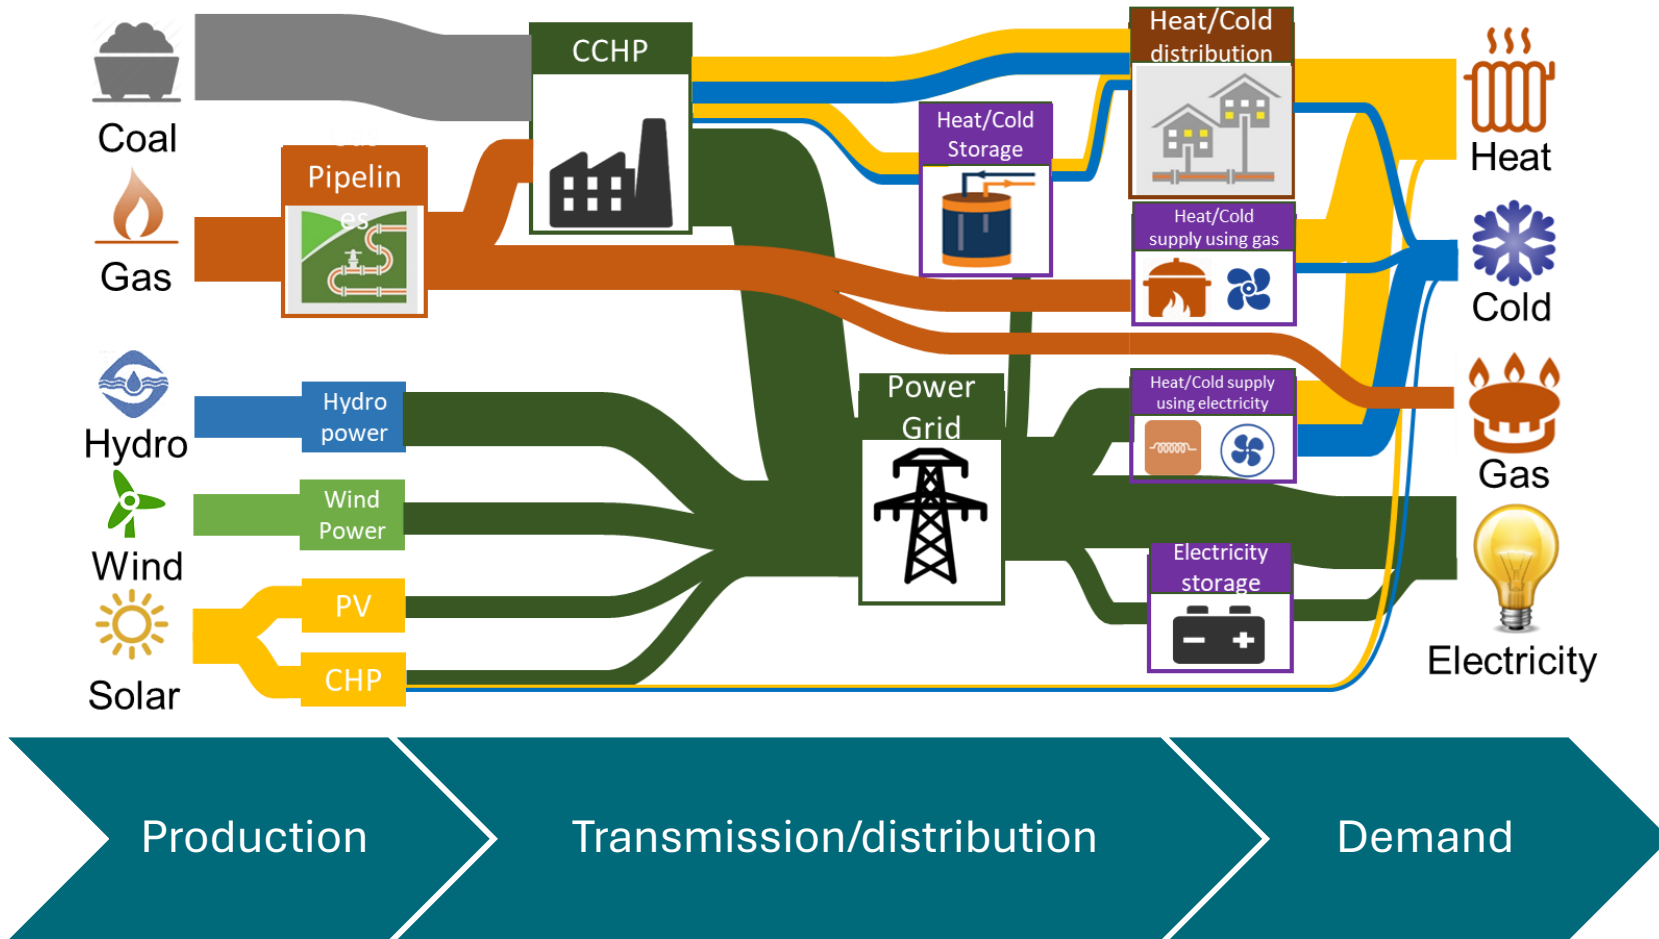 Coal
Gas
Hydro
Wind
Solar
Pipelin
es
Hydro
power
Wind
Power
PV
CHP
CCHP
Heat/Cold
Storage
Power
Grid
Heat/Cold
distribution
Heat/Cold
supply using gas
Heat/Cold supply
using electricity
Electricity
storage
Heat
Cold
Gas
Electricity
Production
Transmission/distribution
Demand